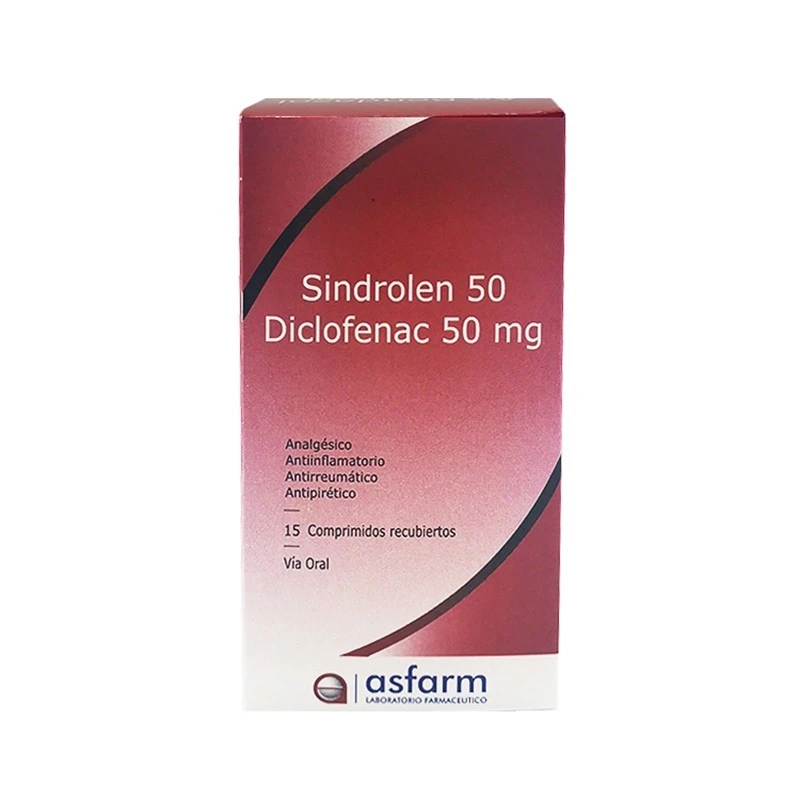 Sindrolen 50
Diclofenac 50 mg
Analgésico
Antiinflamatorio
Antirreumático
Antipirético
15 Comprimidos recubiertos
Vía Oral
asfarm
LABORATORIO FARMACEUTICO